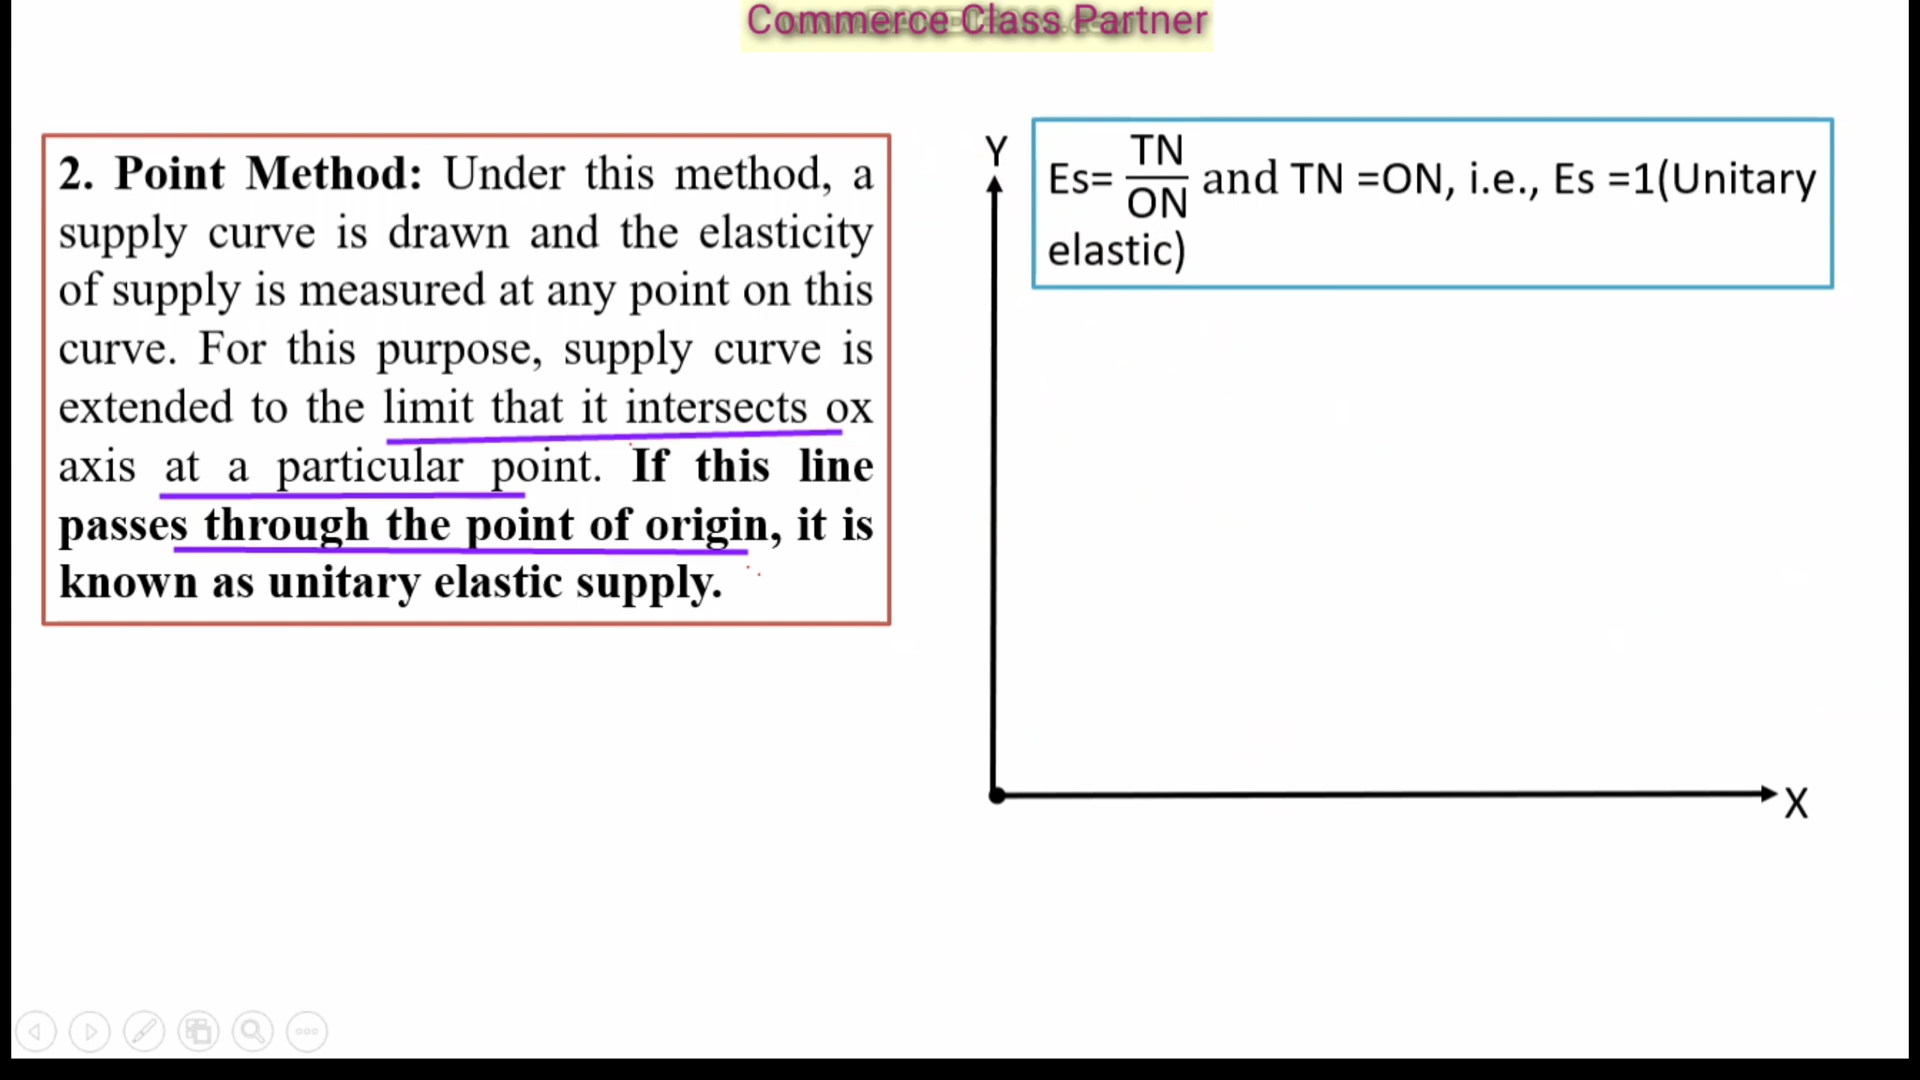 Commerce Class Partner
2. Point Method: Under this method, a
supply curve is drawn and the elasticity
of supply is measured at any point on this
curve. For this purpose, supply curve is
extended to the limit that it intersects ox
axis at a particular point. If this line
passes through the point of origin, it is
known as unitary elastic supply.
Y
Es= TN/ON and TN =ON, i.e., Es =1(Unitary
elastic)
X